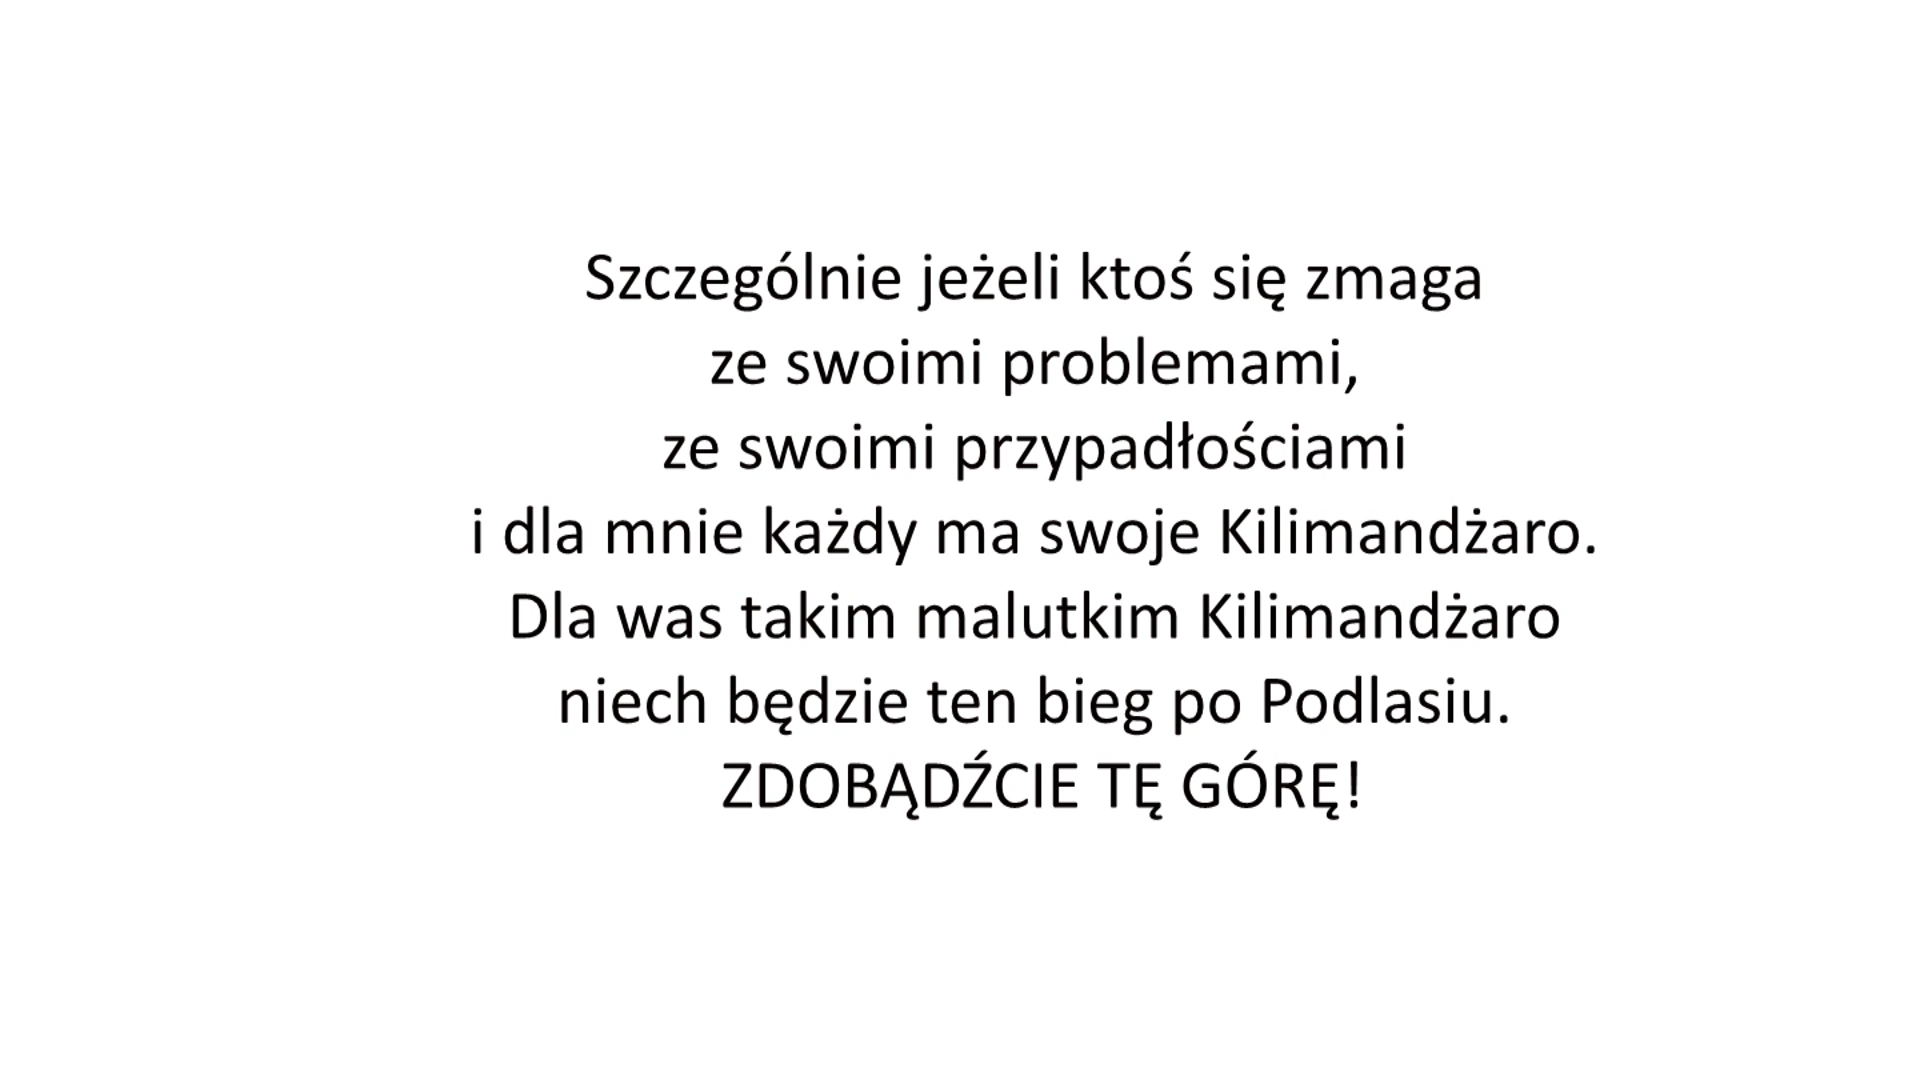 Szczególnie jeżeli ktoś się zmaga
ze swoimi problemami,
ze swoimi przypadłościami
i dla mnie każdy ma swoje Kilimandżaro.
Dla was takim malutkim Kilimandżaro
niech będzie ten bieg po Podlasiu.
ZDOBĄDŹCIE TĘ GÓRĘ!